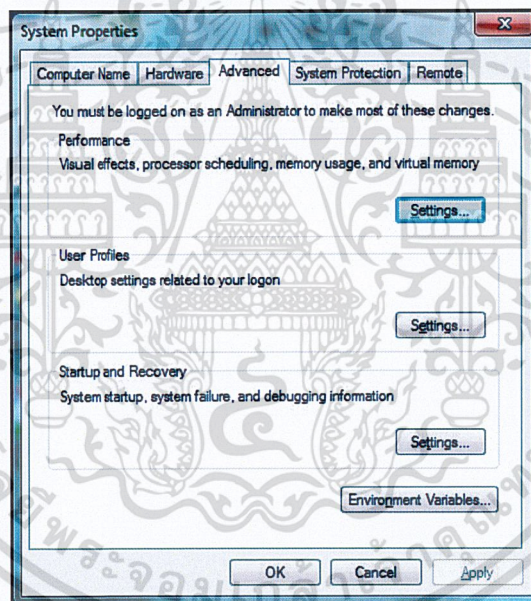 System Properties
Computer Name Hardware Advanced System Protection Remote
You must be logged on as an Administrator to make most of these changes.
Performance
Visual effects, processor scheduling, memory usage, and virtual memory
Settings...
User Profiles
Desktop settings related to your logon
Settings...
Startup and Recovery
System startup, system failure, and debugging information
Settings...
Environment Variables...
OK Cancel Apply